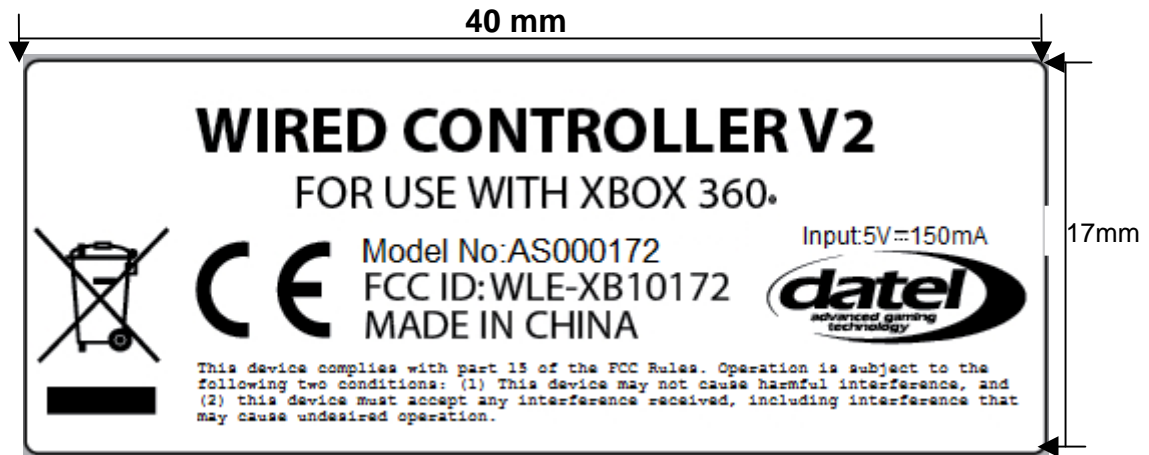 40 mm
WIRED CONTROLLER V2
FOR USE WITH XBOX 360®
Model No:AS000172
FCC ID: WLE-XB10172
MADE IN CHINA
CE
Input:5V⎓150mA
datel
advanced gaming
technology
17mm
This device complies with part 15 of the FCC Rules. Operation is subject to the
following two conditions: (1) This device may not cause harmful interference, and
(2) this device must accept any interference received, including interference that
may cause undesired operation.